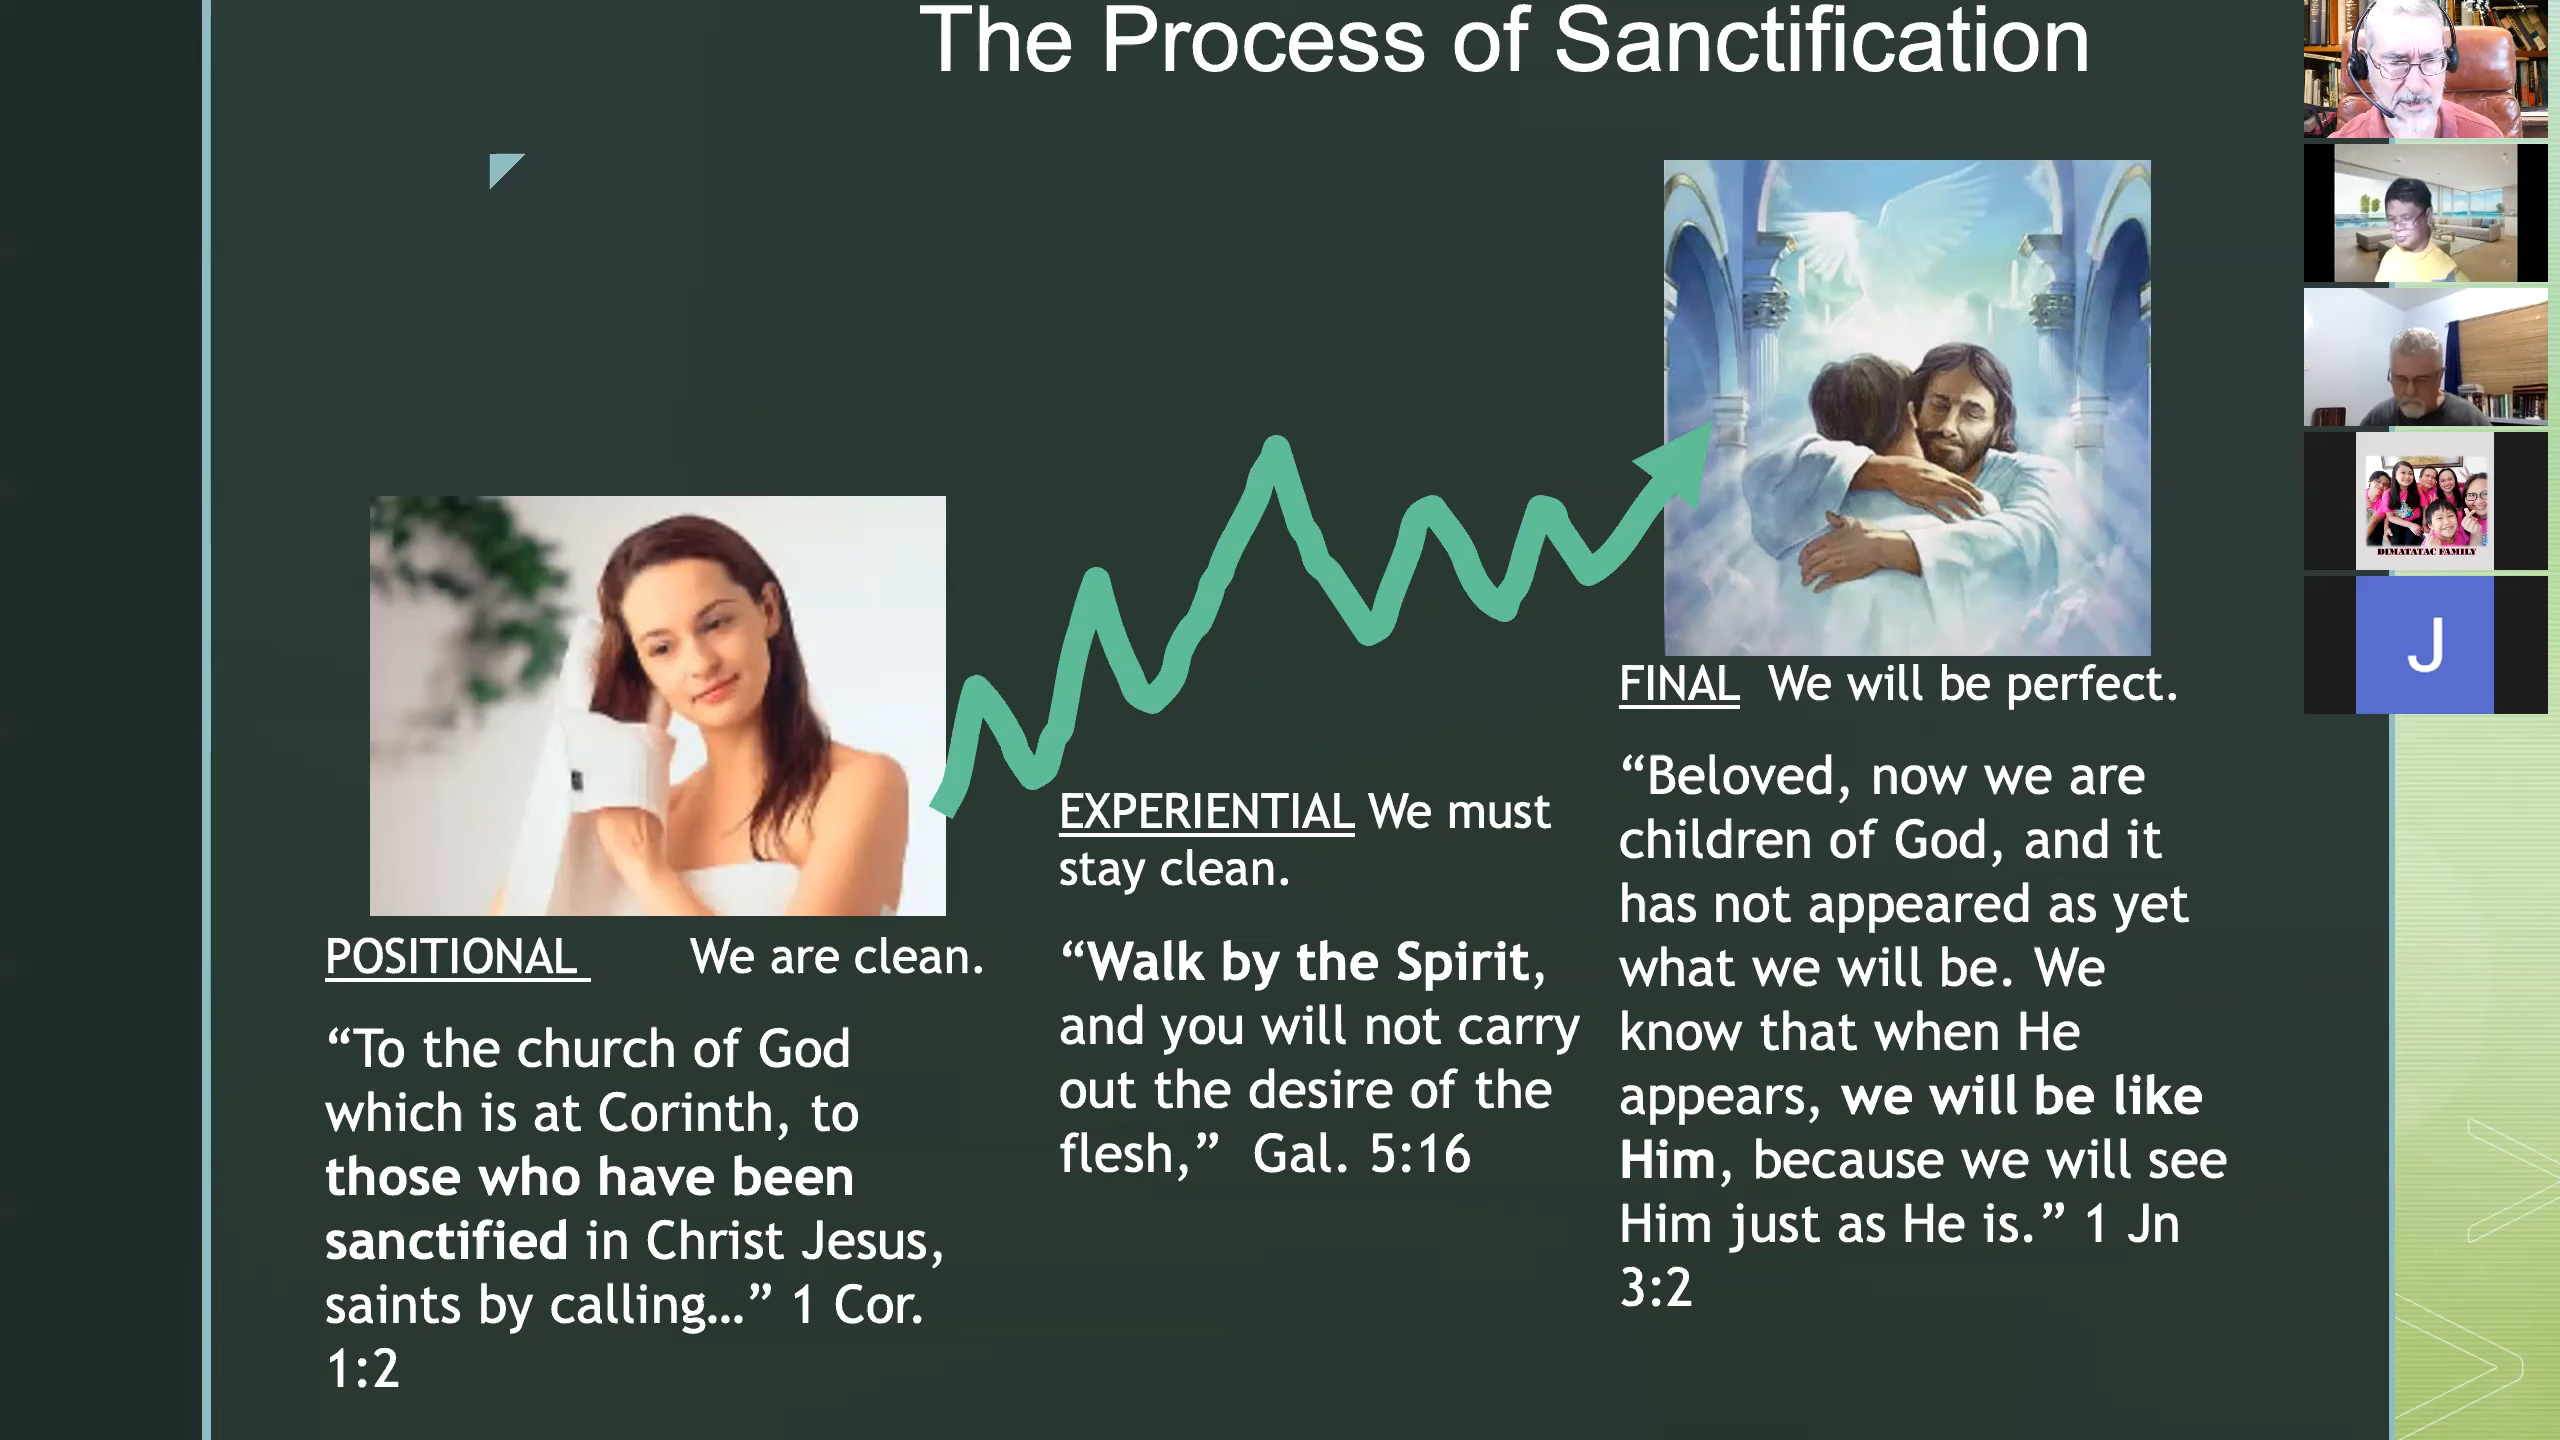 The Process of Sanctification
POSITIONAL We are clean.
“To the church of God
which is at Corinth, to
those who have been
sanctified in Christ Jesus,
saints by calling…” 1 Cor.
1:2
EXPERIENTIAL We must
stay clean.
“Walk by the Spirit,
and you will not carry
out the desire of the
flesh,” Gal. 5:16
FINAL We will be perfect.
“Beloved, now we are
children of God, and it
has not appeared as yet
what we will be. We
know that when He
appears, we will be like
Him, because we will see
Him just as He is.” 1 Jn
3:2
DIMATATAC FAMILY
J